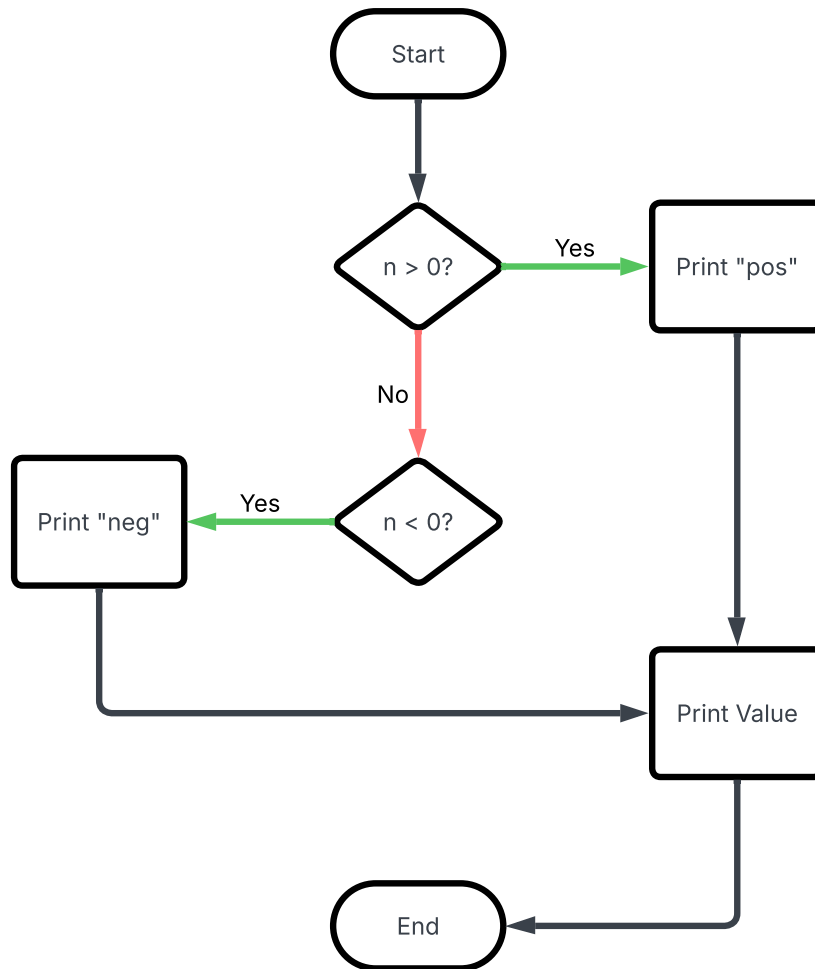 Start
n > 0?
Yes
Print "pos"
No
Print "neg"
Yes
n < 0?
Print Value
End